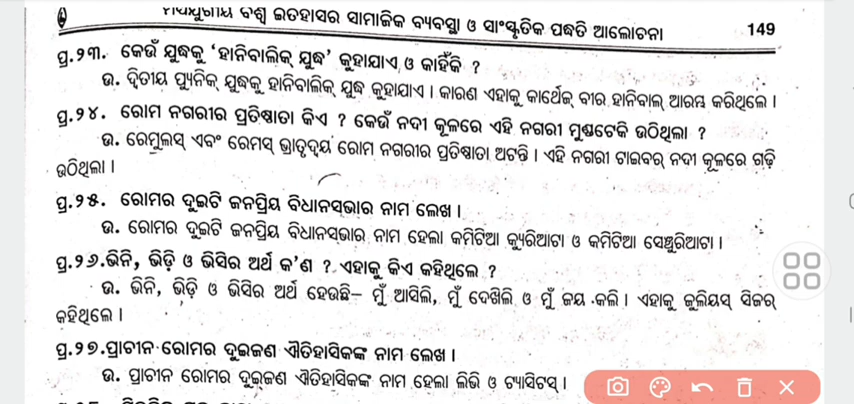 ମଧ୍ୟଯୁଗୀୟ ବିଶ୍ୱ ଇତିହାସର ସାମାଜିକ ବ୍ୟବସ୍ଥା ଓ ସାଂସ୍କୃତିକ ପଦ୍ଧତି ଆଲୋଚନା 149
ପ୍ର.୨୩. କେଉଁ ଯୁଦ୍ଧକୁ ‘ହାନିବାଲିକ୍ ଯୁଦ୍ଧ’ କୁହାଯାଏ ଓ କାହିଁକି ?
ଉ. ଦ୍ୱିତୀୟ ପ୍ୟୁନିକ୍ ଯୁଦ୍ଧକୁ ହାନିବାଲିକ୍ ଯୁଦ୍ଧ କୁହାଯାଏ । କାରଣ ଏହାକୁ କାର୍ଥେଜ୍ ବୀର ହାନିବାଲ୍ ଆରମ୍ଭ କରିଥିଲେ ।
ପ୍ର.୨୪. ରୋମ ନଗରୀର ପ୍ରତିଷ୍ଠାତା କିଏ ? କେଉଁ ନଦୀ କୂଳରେ ଏହି ନଗରୀ ମୁଣ୍ଡଟେକି ଉଠିଥିଲା ?
ଉ. ରେମୁଲସ୍ ଏବଂ ରେମସ୍ ଭ୍ରାତୃଦ୍ୱୟ ରୋମ ନଗରୀର ପ୍ରତିଷ୍ଠାତା ଅଟନ୍ତି । ଏହି ନଗରୀ ଟାଇବର୍ ନଦୀ କୂଳରେ ଗଢ଼ି
ଉଠିଥିଲା ।
ପ୍ର.୨୫. ରୋମର ଦୁଇଟି ଜନପ୍ରିୟ ବିଧାନସଭାର ନାମ ଲେଖ ।
ଉ. ରୋମର ଦୁଇଟି ଜନପ୍ରିୟ ବିଧାନସଭାର ନାମ ହେଲା କମିଟିଆ କ୍ୟୁରିଆଟା ଓ କମିଟିଆ ସେଞ୍ଚୁରିଆଟା ।
ପ୍ର.୨୬. ଭିନି, ଭିଡ଼ି ଓ ଭିସିର ଅର୍ଥ କ’ଣ ? ଏହାକୁ କିଏ କହିଥିଲେ ?
ଉ. ଭିନି, ଭିଡ଼ି ଓ ଭିସିର ଅର୍ଥ ହେଉଛି– ମୁଁ ଆସିଲି, ମୁଁ ଦେଖିଲି ଓ ମୁଁ ଜୟ କଲି । ଏହାକୁ ଜୁଲିୟସ୍ ସିଜର୍
କହିଥିଲେ ।
ପ୍ର.୨୭. ପ୍ରାଚୀନ ରୋମର ଦୁଇଜଣ ଐତିହାସିକଙ୍କ ନାମ ଲେଖ ।
ଉ. ପ୍ରାଚୀନ ରୋମର ଦୁଇଜଣ ଐତିହାସିକଙ୍କ ନାମ ହେଲା ଲିଭି ଓ ଟ୍ୟାସିଟସ୍ ।